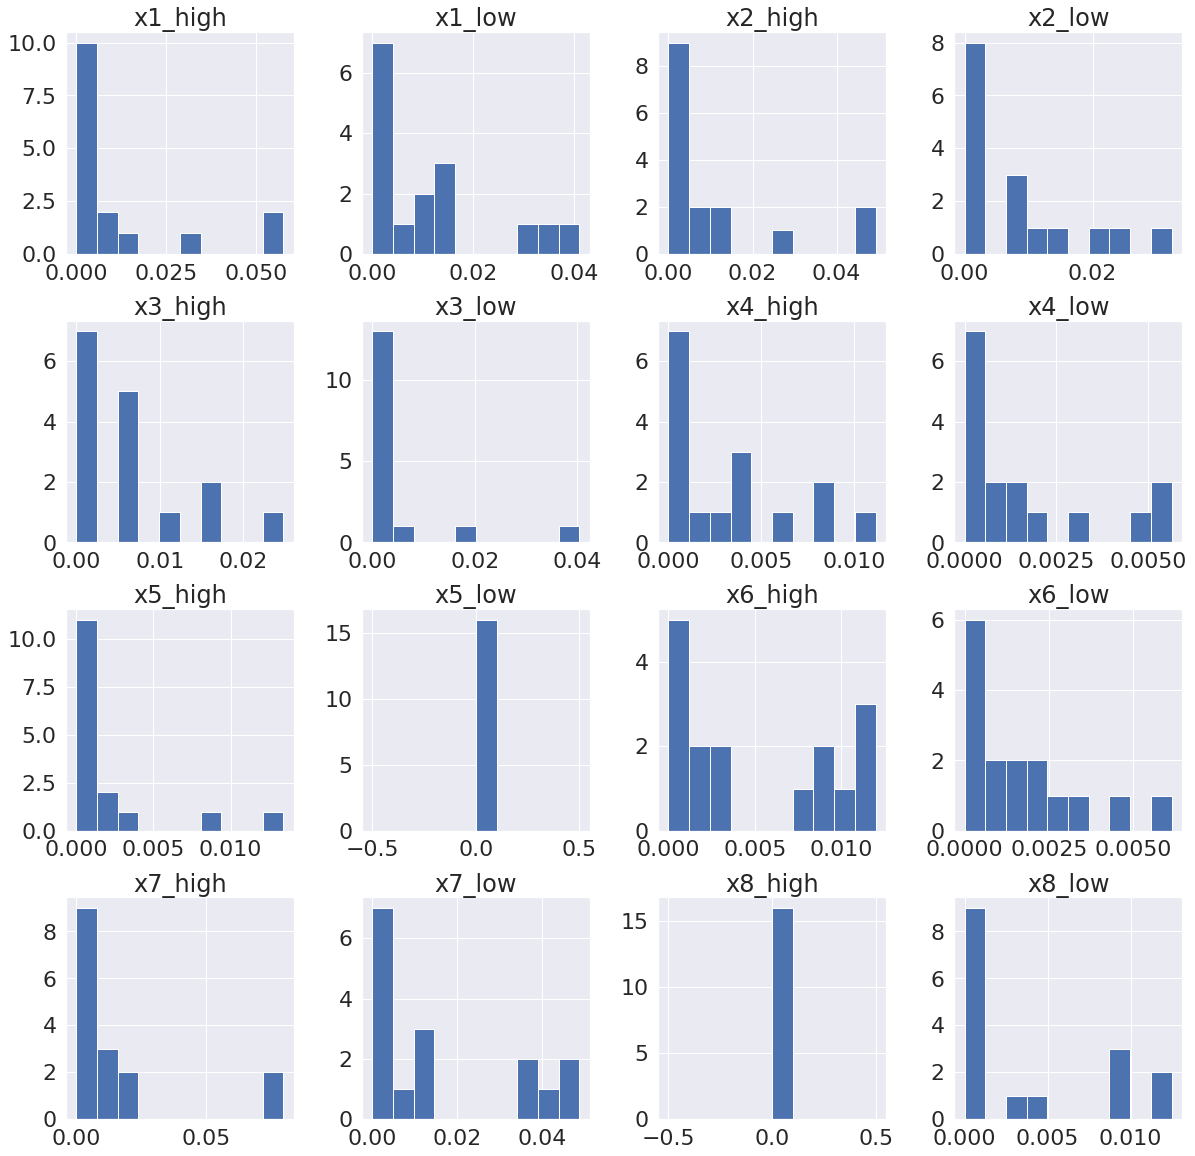 x1_high x1_low x2_high x2_low
10.0 7.5 5.0 2.5 0.0 6 4 2 0 8 6 4 2 0 8 6 4 2 0
0.000 0.025 0.050 0.00 0.02 0.04 0.00 0.02 0.04 0.00 0.02
x3_high x3_low x4_high x4_low
6 4 2 0 10 5 0 6 4 2 0 6 4 2 0
0.00 0.01 0.02 0.00 0.02 0.04 0.000 0.005 0.010 0.000 0.0025 0.0050
x5_high x5_low x6_high x6_low
10.0 7.5 5.0 2.5 0.0 15 10 5 0 4 2 0 6 4 2 0
0.000 0.005 0.010 −0.5 0.0 0.5 0.000 0.005 0.010 0.000 0.0025 0.0050
x7_high x7_low x8_high x8_low
8 6 4 2 0 6 4 2 0 15 10 5 0 8 6 4 2 0
0.00 0.05 0.00 0.02 0.04 −0.5 0.0 0.5 0.000 0.005 0.010